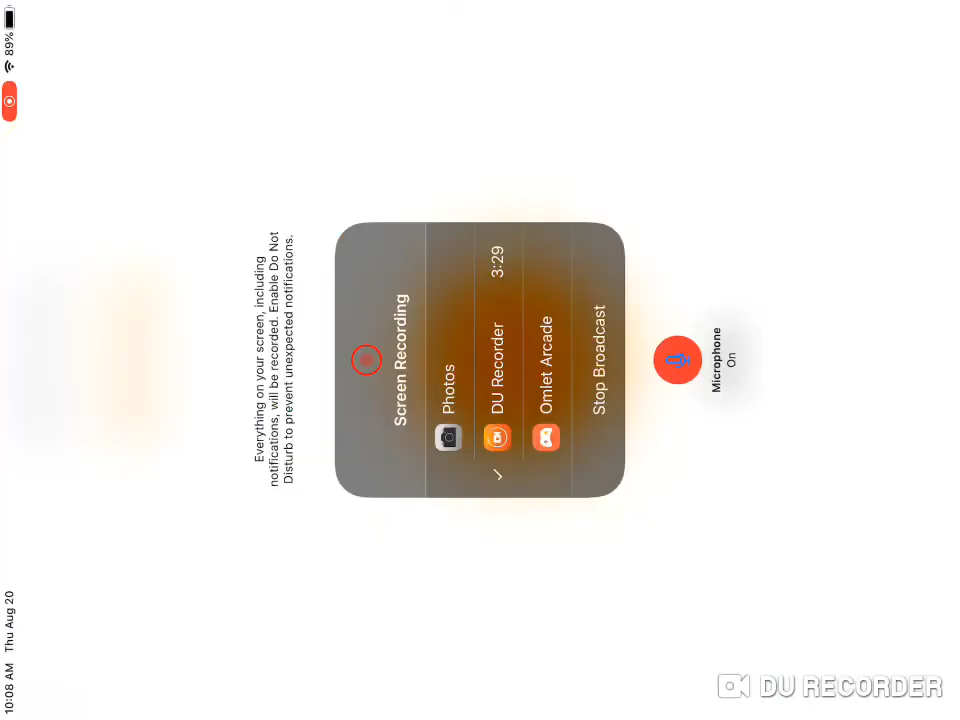 10:08 AM Thu Aug 20
89%
Everything on your screen, including
notifications, will be recorded. Enable Do Not
Disturb to prevent unexpected notifications.
Screen Recording
Photos
DU Recorder 3:29
Omlet Arcade
Stop Broadcast
Microphone
On
DU RECORDER